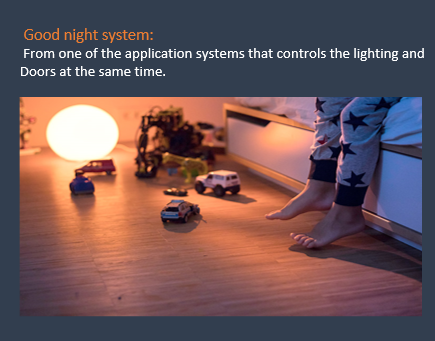 Good night system:
From one of the application systems that controls the lighting and
Doors at the same time.